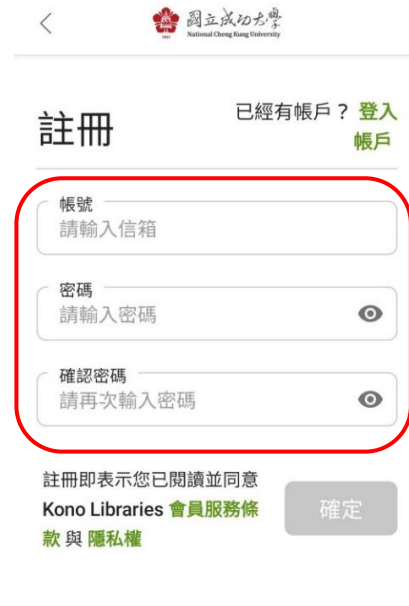 國立成功大學
National Cheng Kung University
註冊
已經有帳戶？登入
帳戶
帳號
請輸入信箱
密碼
請輸入密碼
確認密碼
請再次輸入密碼
註冊即表示您已閱讀並同意
Kono Libraries 會員服務條
款 與 隱私權
確定